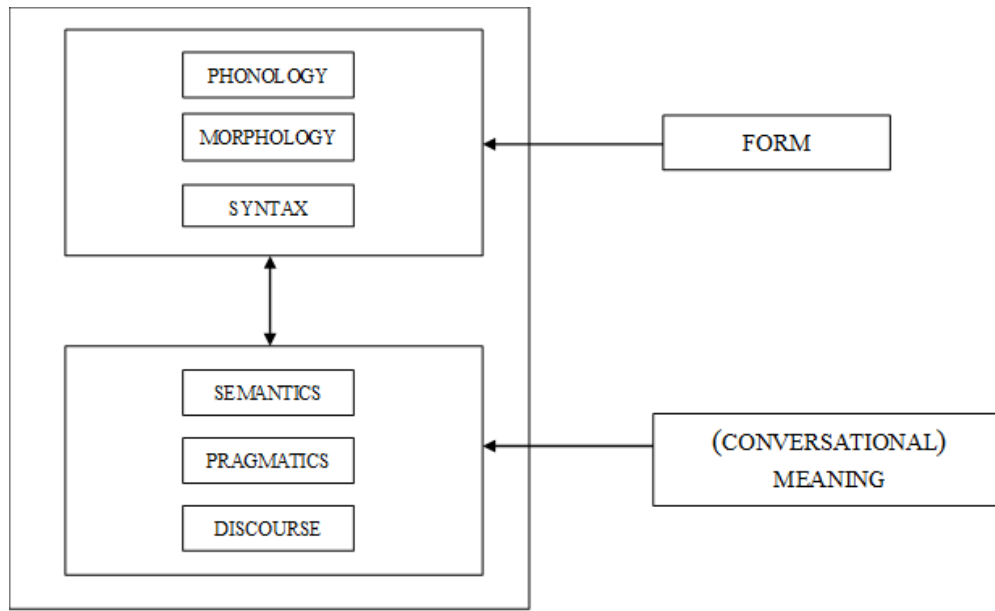 PHONOLOGY
MORPHOLOGY
SYNTAX
FORM
SEMANTICS
PRAGMATICS
DISCOURSE
(CONVERSATIONAL)
MEANING